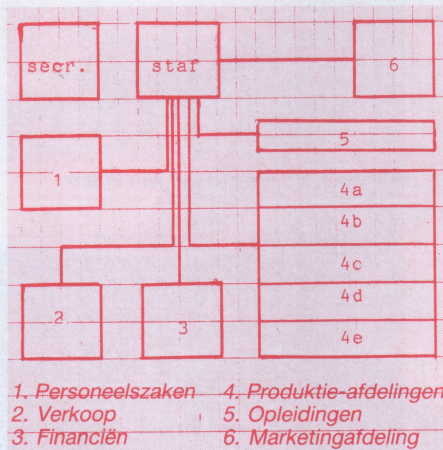 secr. staf 6
5
1
4a
4b
4c
4d
4e
2 3
1. Personeelszaken 4. Produktie-afdelingen
2. Verkoop 5. Opleidingen
3. Financiën 6. Marketingafdeling